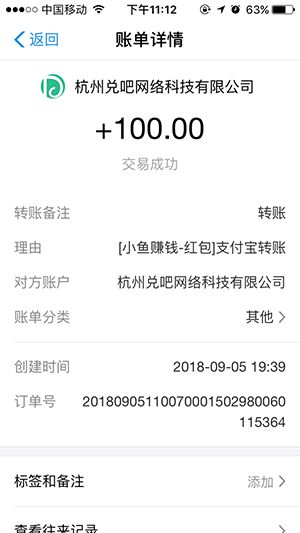 中国移动 下午11:12 63%
返回 账单详情
杭州兑吧网络科技有限公司
+100.00
交易成功
转账备注 转账
理由 [小鱼赚钱-红包]支付宝转账
对方账户 杭州兑吧网络科技有限公司
账单分类 其他
创建时间 2018-09-05 19:39
订单号 20180905110070001502980060
115364
标签和备注 添加
查看往来记录